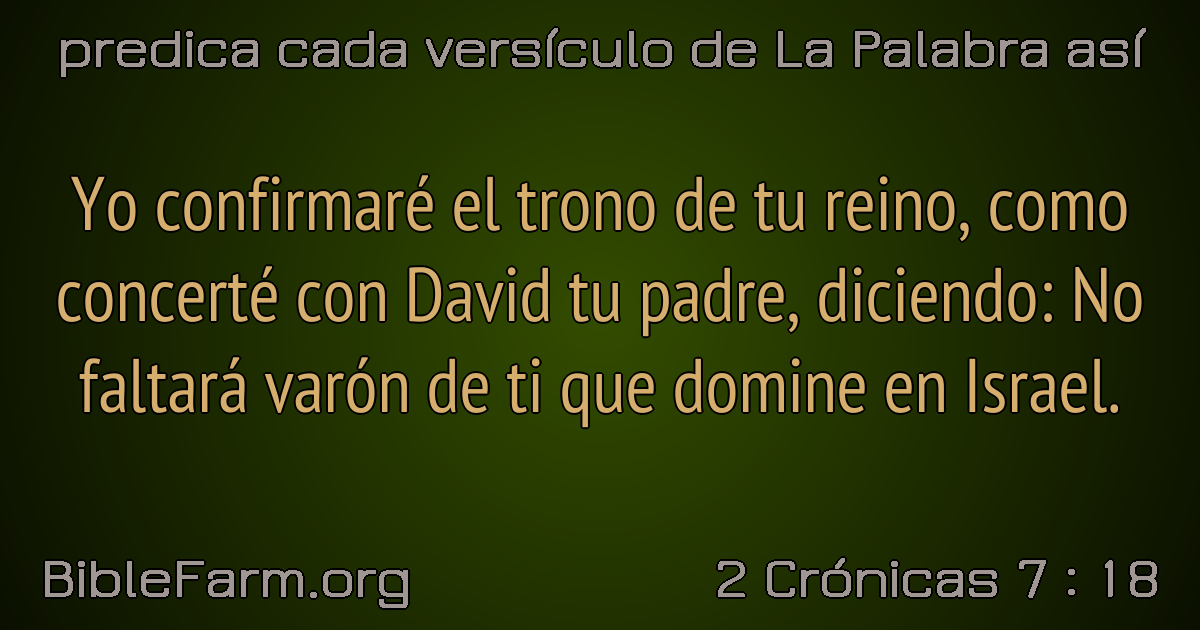 predica cada versículo de La Palabra así
Yo confirmaré el trono de tu reino, como
concerté con David tu padre, diciendo: No
faltará varón de ti que domine en Israel.
BibleFarm.org
2 Crónicas 7 : 18